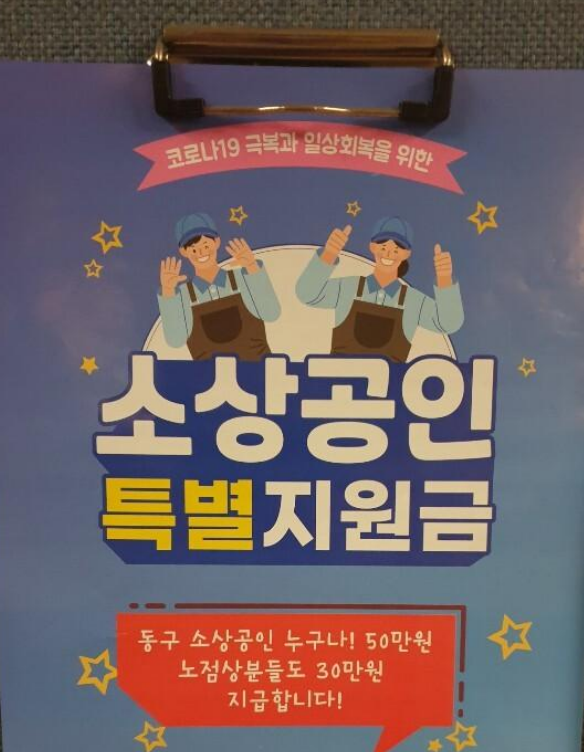 코로나19 극복과 일상회복을 위한
소상공인
특별지원금
동구 소상공인 누구나! 50만원
노점상분들도 30만원
지급합니다!